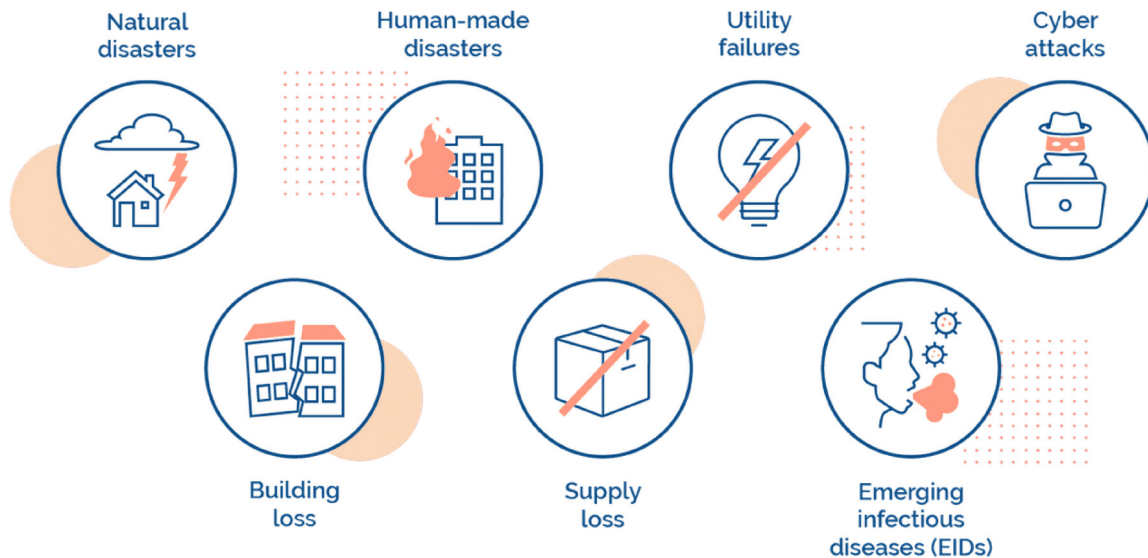 Natural
disasters
Human-made
disasters
Utility
failures
Cyber
attacks
Building
loss
Supply
loss
Emerging
infectious
diseases (EIDs)